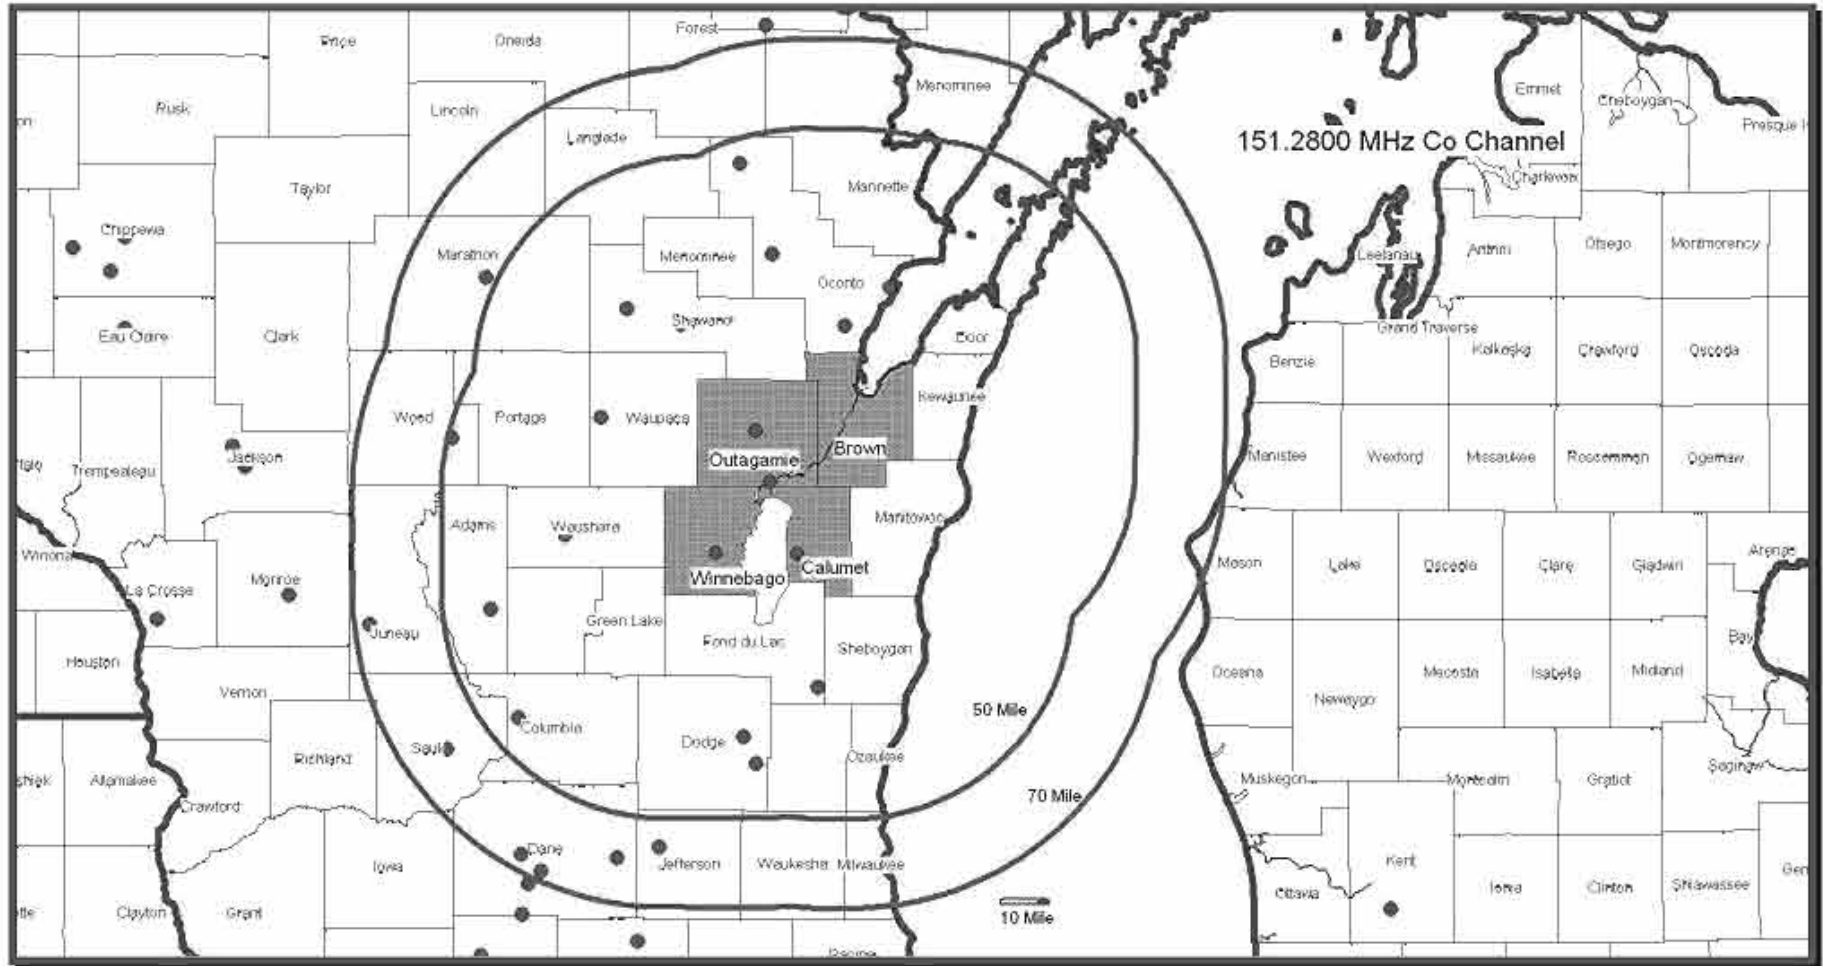 Forest
Oneida
Price
Menominee
Emmet
Cheboygan
Rusk
Lincoln
Langlade
Presque I
151.2800 MHz Co Channel
Charlevoix
Taylor
Marinette
Chippewa
Marathon
Menominee
Oconto
Leelanau
Antrim
Otsego
Montmorency
Eau Claire
Clark
Shawano
Door
Grand Traverse
Benzie
Kalkaska
Crawford
Oscoda
Wood
Portage
Waupaca
Kewaunee
Outagamie
Brown
Jackson
Trempealeau
Manistee
Wexford
Missaukee
Roscommon
Ogemaw
Adams
Waushara
Manitowoc
Winona
Monroe
La Crosse
Winnebago
Calumet
Mason
Lake
Osceola
Clare
Gladwin
Arenac
Juneau
Green Lake
Fond du Lac
Sheboygan
Bay
Houston
Vernon
Oceana
Newaygo
Mecosta
Isabella
Midland
50 Mile
Columbia
Sauk
Richland
Dodge
Ozaukee
Allamakee
Crawford
70 Mile
Muskegon
Montcalm
Gratiot
Saginaw
Dane
Iowa
Jefferson
Waukesha
Milwaukee
Kent
Ottawa
Ionia
Clinton
Shiawassee
Gen
Clayton
Grant
10 Mile
Racine